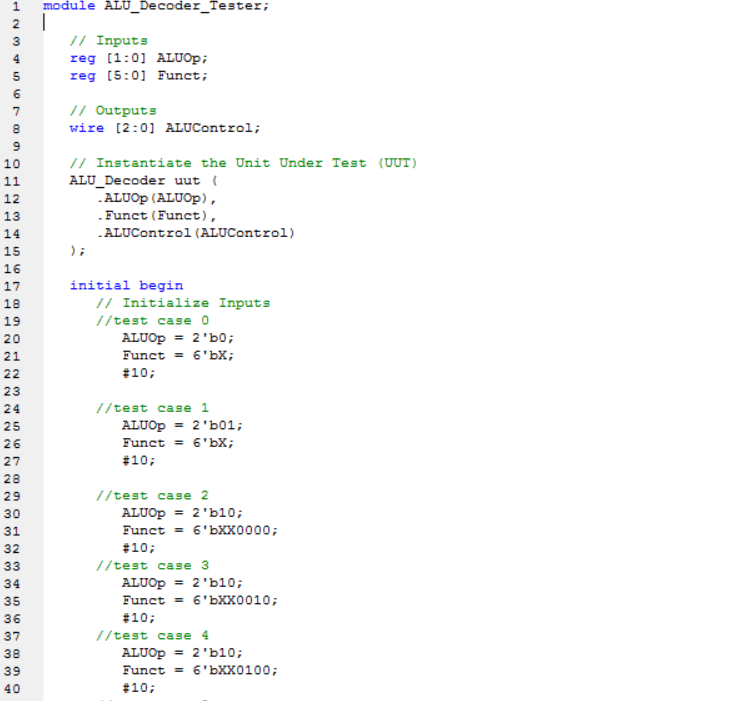 1 module ALU_Decoder_Tester;
2
3 // Inputs
4 reg [1:0] ALUOp;
5 reg [5:0] Funct;
6
7 // Outputs
8 wire [2:0] ALUControl;
9
10 // Instantiate the Unit Under Test (UUT)
11 ALU_Decoder uut (
12 .ALUOp(ALUOp),
13 .Funct(Funct),
14 .ALUControl(ALUControl)
15 );
16
17 initial begin
18 // Initialize Inputs
19 //test case 0
20 ALUOp = 2'b0;
21 Funct = 6'bX;
22 #10;
23
24 //test case 1
25 ALUOp = 2'b01;
26 Funct = 6'bX;
27 #10;
28
29 //test case 2
30 ALUOp = 2'b10;
31 Funct = 6'bXX0000;
32 #10;
33 //test case 3
34 ALUOp = 2'b10;
35 Funct = 6'bXX0010;
36 #10;
37 //test case 4
38 ALUOp = 2'b10;
39 Funct = 6'bXX0100;
40 #10;